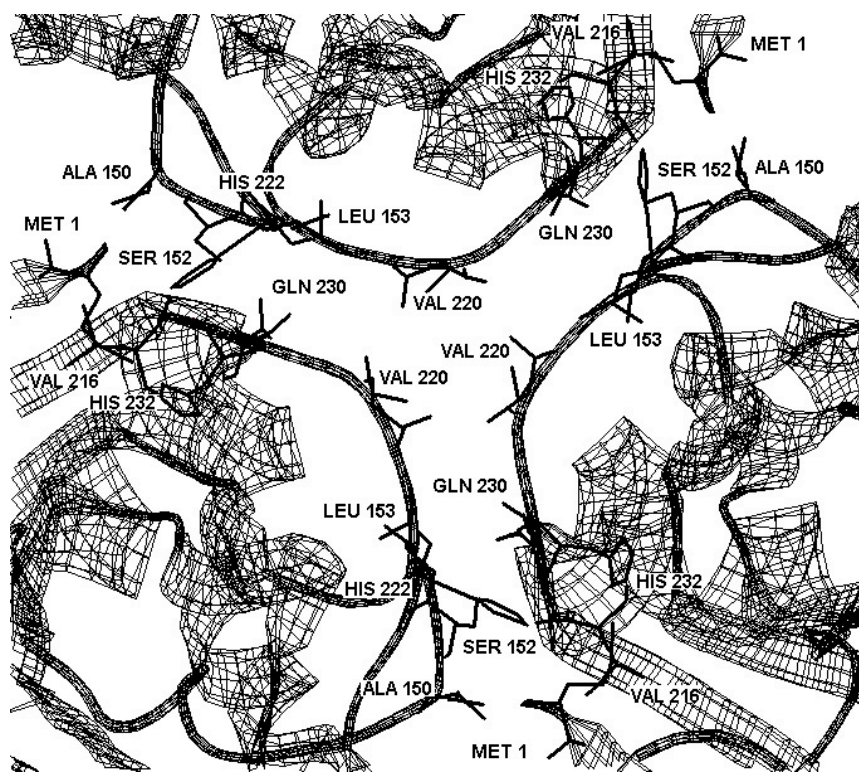 VAL 216
MET 1
HIS 232
SER 152
ALA 150
ALA 150
HIS 222
LEU 153
MET 1
GLN 230
SER 152
GLN 230
VAL 220
LEU 153
VAL 220
VAL 220
VAL 216
HIS 232
GLN 230
LEU 153
HIS 222
HIS 232
SER 152
ALA 150
VAL 216
MET 1